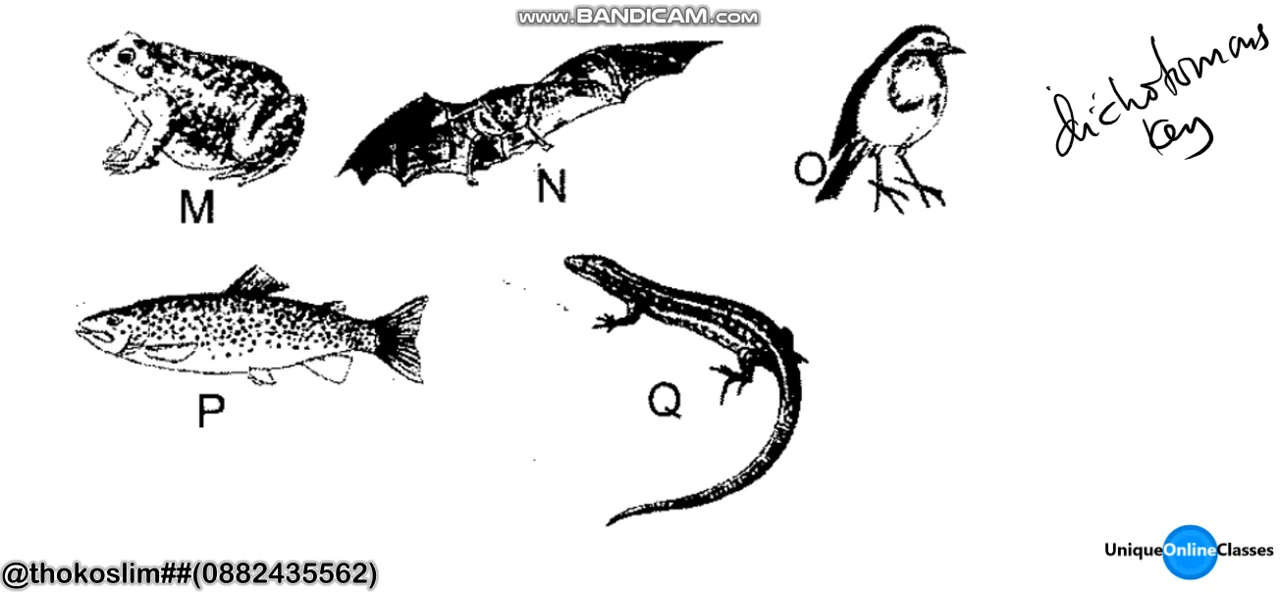 www.BANDICAM.com
dichotomous
key
M
N
O
P
Q
UniqueOnlineClasses
@thokoslim##(0882435562)